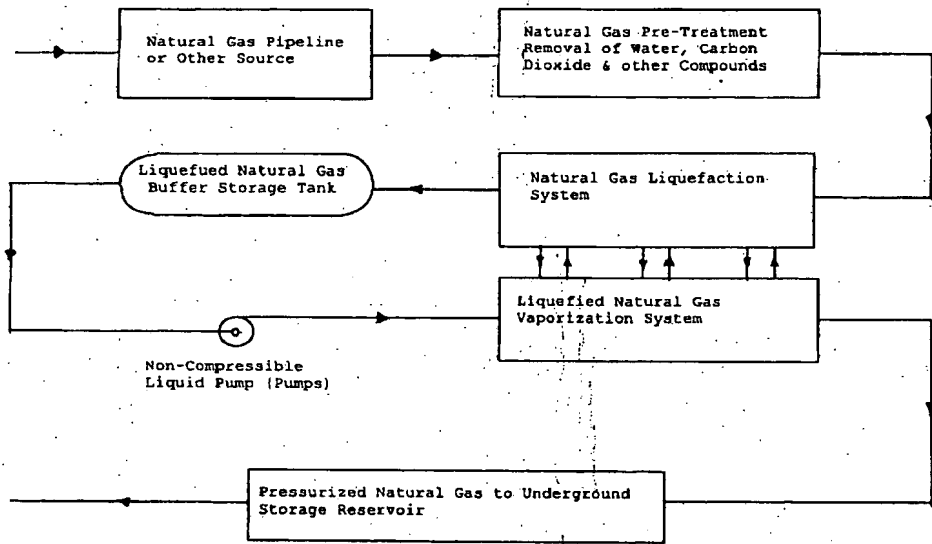 Natural Gas Pipeline
or Other Source
Natural Gas Pre-Treatment
Removal of Water, Carbon
Dioxide & other Compounds
Liquefued Natural Gas
Buffer Storage Tank
Natural Gas Liquefaction
System
Liquefied Natural Gas
Vaporization System
Non-Compressible
Liquid Pump (Pumps)
Pressurized Natural Gas to Underground
Storage Reservoir